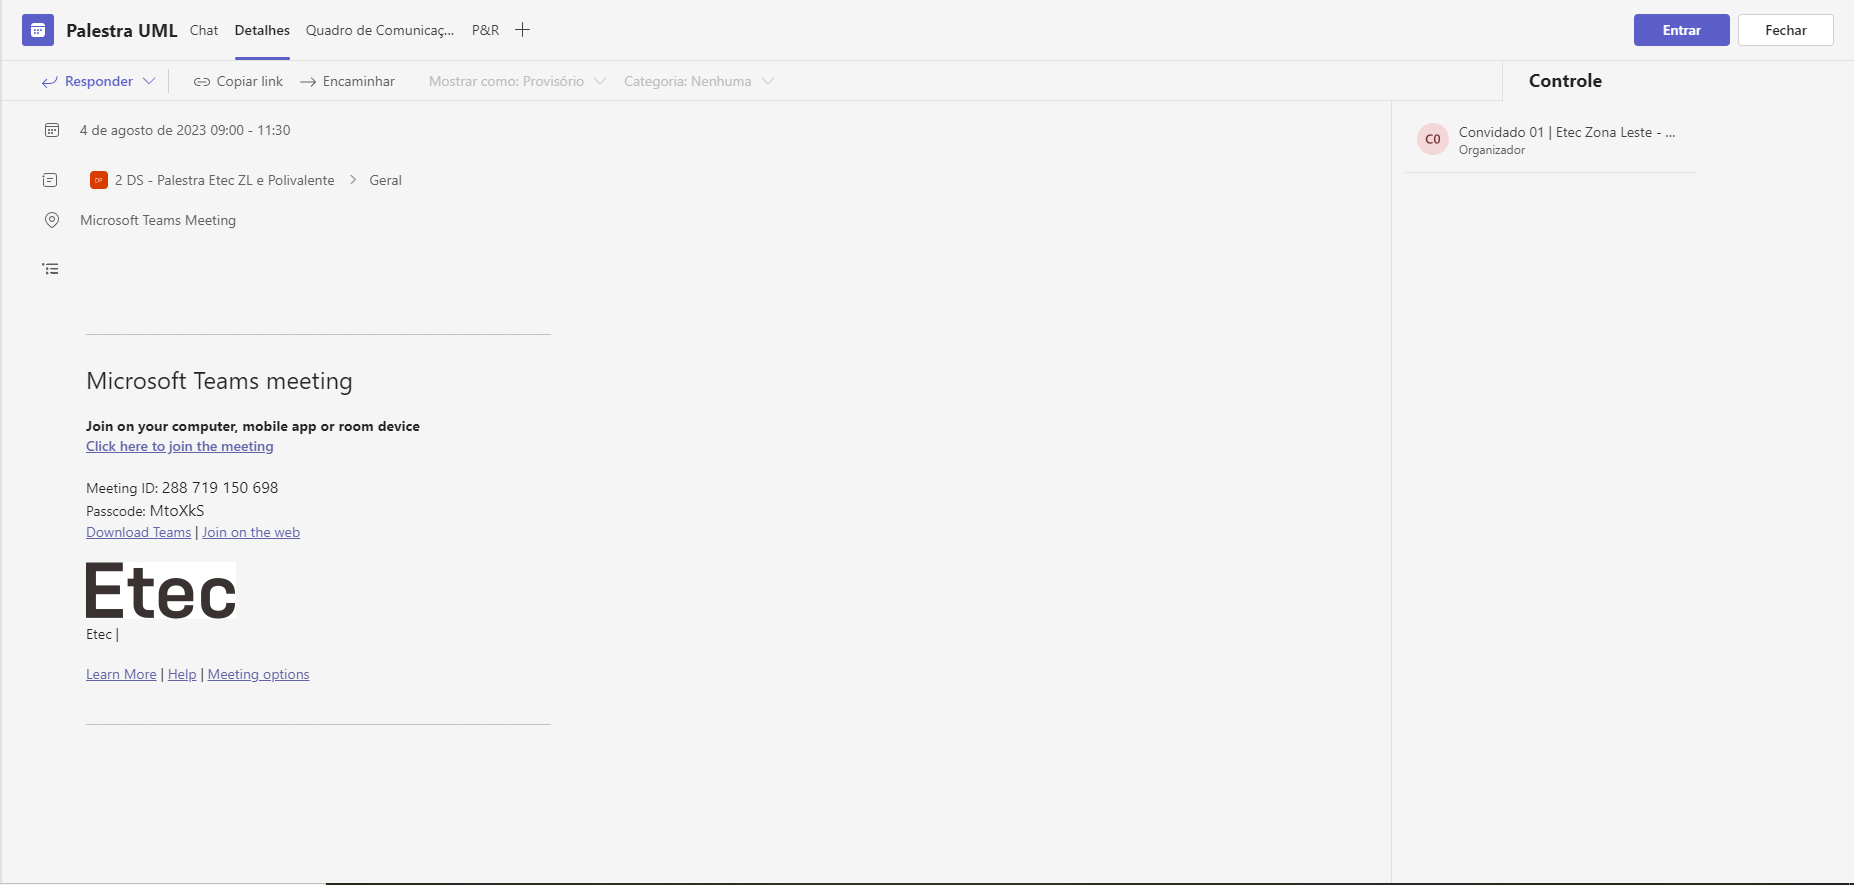 Palestra UML Chat Detalhes Quadro de Comunicaç... P&R Entrar Fechar
Responder Copiar link Encaminhar Mostrar como: Provisório Categoria: Nenhuma Controle
4 de agosto de 2023 09:00 - 11:30
Convidado 01 | Etec Zona Leste - ...
Organizador
C0
2 DS - Palestra Etec ZL e Polivalente > Geral
Microsoft Teams Meeting
Microsoft Teams meeting
Join on your computer, mobile app or room device
Click here to join the meeting
Meeting ID: 288 719 150 698
Passcode: MtoXkS
Download Teams | Join on the web
Etec
Etec |
Learn More | Help | Meeting options